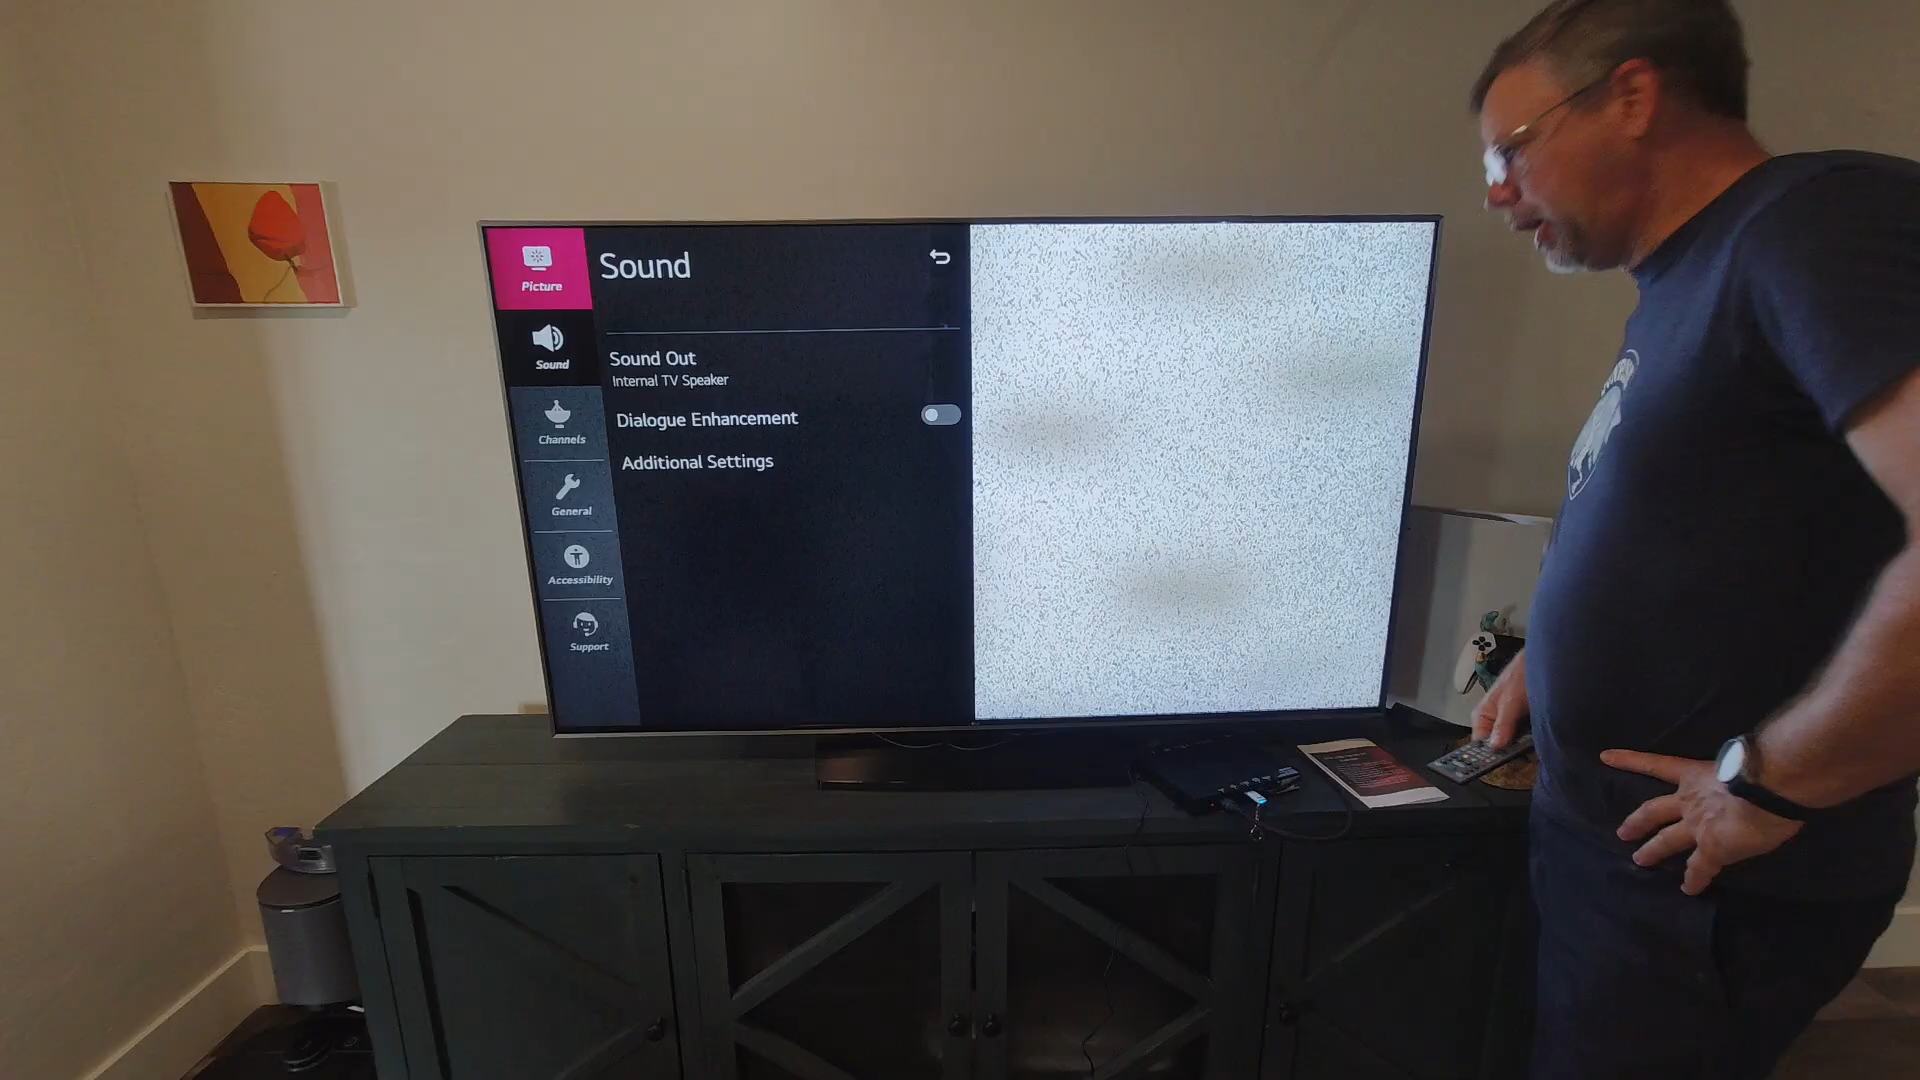 Picture
Sound
Channels
General
Accessibility
Support
Sound
Sound Out
Internal TV Speaker
Dialogue Enhancement
Additional Settings